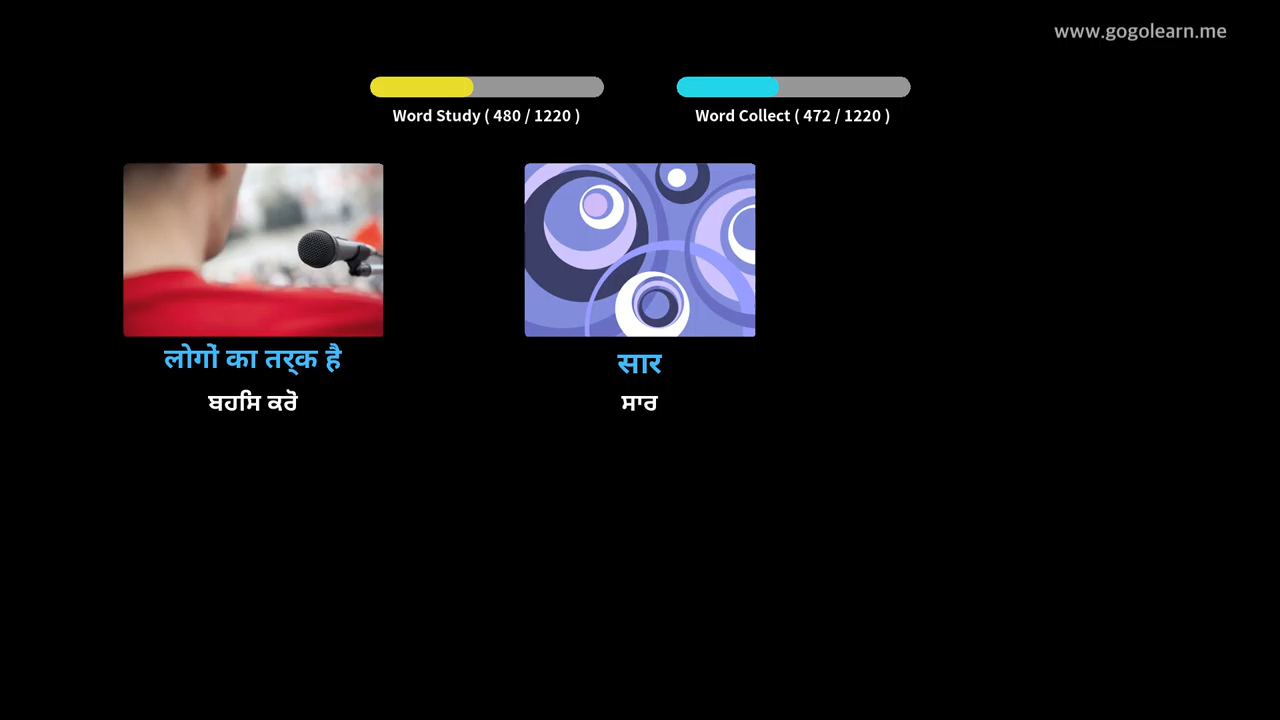 www.gogolearn.me
Word Study ( 480 / 1220 )
Word Collect ( 472 / 1220 )
लोगों का तर्क है
सार
ਬਹਸਿ ਕਰੋ
ਸਾਰ